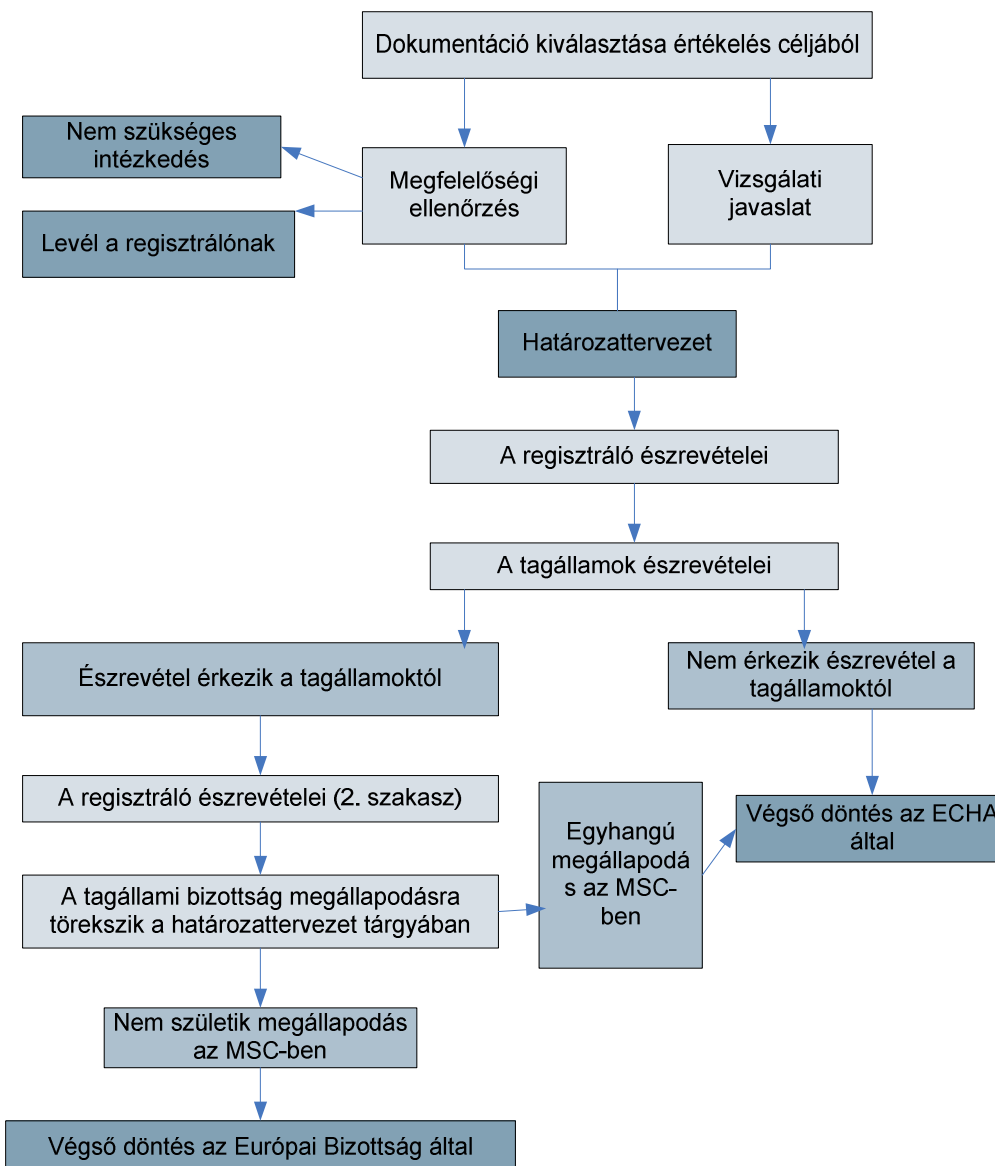 Dokumentáció kiválasztása értékelés céljából
Nem szükséges
intézkedés
Megfelelőségi
ellenőrzés
Vizsgálati
javaslat
Levél a regisztrálónak
Határozattervezet
A regisztráló észrevételei
A tagállamok észrevételei
Észrevétel érkezik a tagállamoktól
Nem érkezik észrevétel a
tagállamoktól
A regisztráló észrevételei (2. szakasz)
Egyhangú
megállapodá
s az MSC-
ben
Végső döntés az ECHA
által
A tagállami bizottság megállapodásra
törekszik a határozattervezet tárgyában
Nem születik megállapodás
az MSC-ben
Végső döntés az Európai Bizottság által